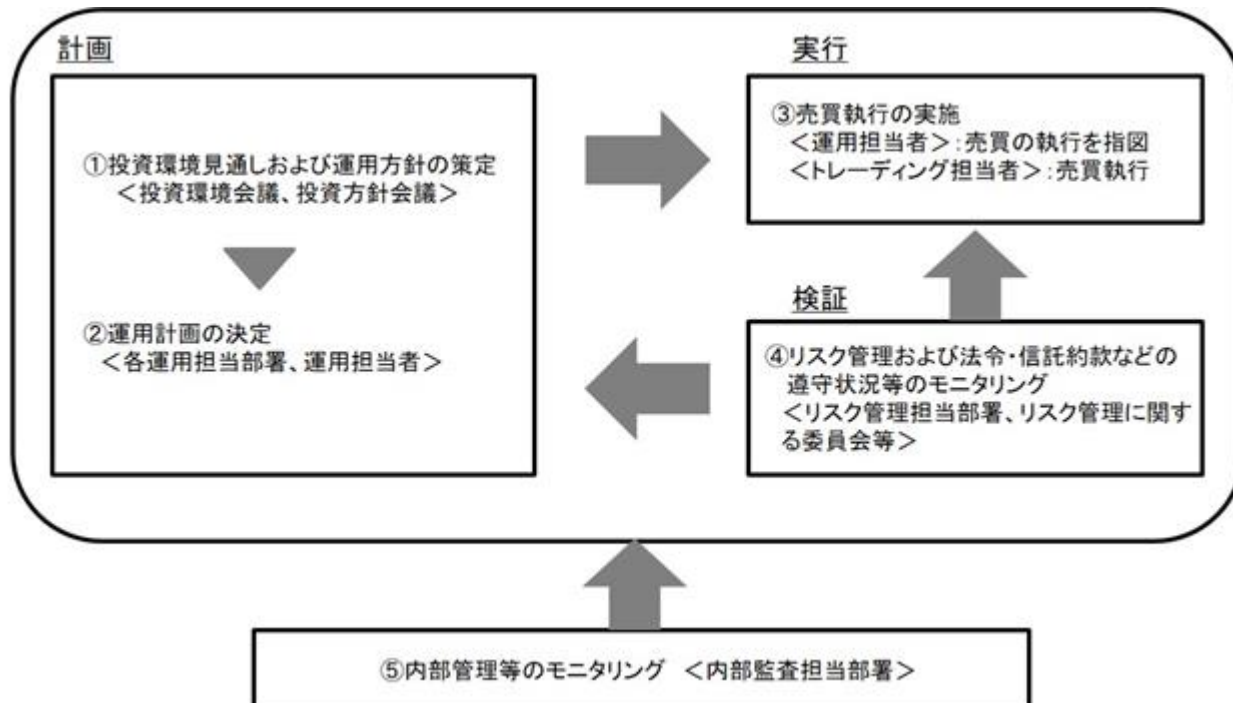 計画
①投資環境見通しおよび運用方針の策定
＜投資環境会議、投資方針会議＞
②運用計画の決定
＜各運用担当部署、運用担当者＞
実行
③売買執行の実施
＜運用担当者＞:売買の執行を指図
＜トレーディング担当者＞:売買執行
検証
④リスク管理および法令・信託約款などの
遵守状況等のモニタリング
＜リスク管理担当部署、リスク管理に関す
る委員会等＞
⑤内部管理等のモニタリング ＜内部監査担当部署＞